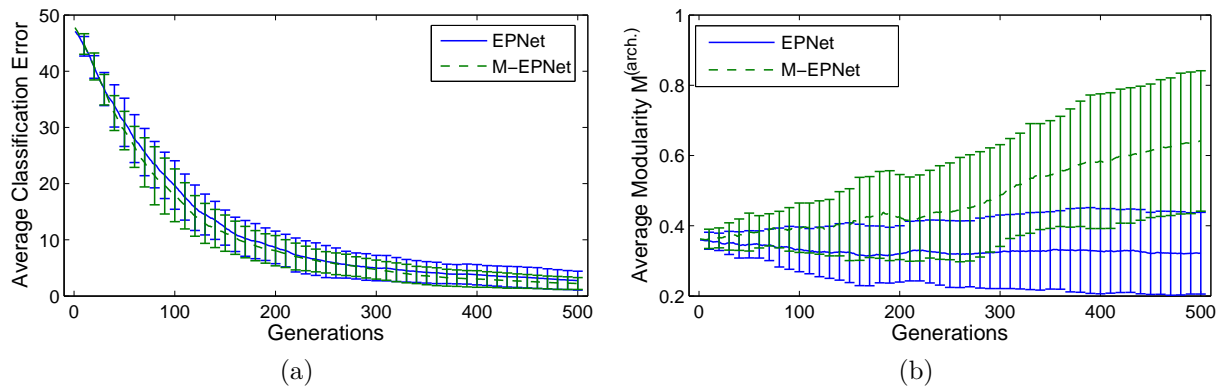 50
40
30
20
10
0
0
100
200
300
400
500
Average Classification Error
Generations
EPNet
M−EPNet
(a)
1
0.8
0.6
0.4
0.2
0
100
200
300
400
500
Average Modularity M(arch.)
Generations
EPNet
M−EPNet
(b)